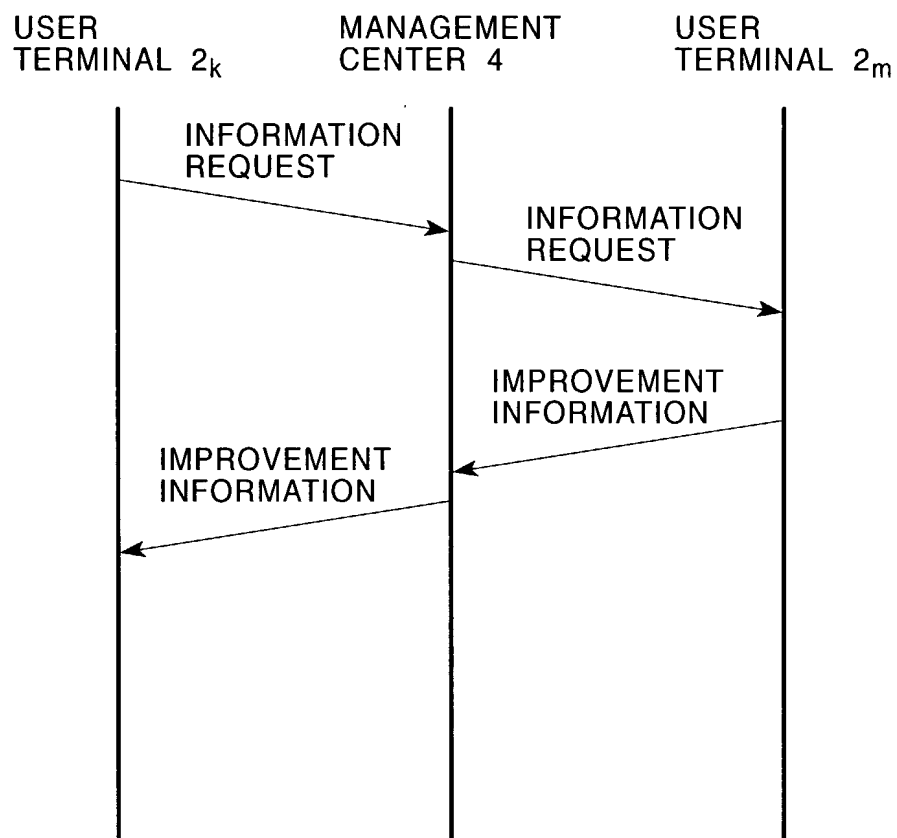 USER
TERMINAL 2k
MANAGEMENT
CENTER 4
USER
TERMINAL 2m
INFORMATION
REQUEST
INFORMATION
REQUEST
IMPROVEMENT
INFORMATION
IMPROVEMENT
INFORMATION